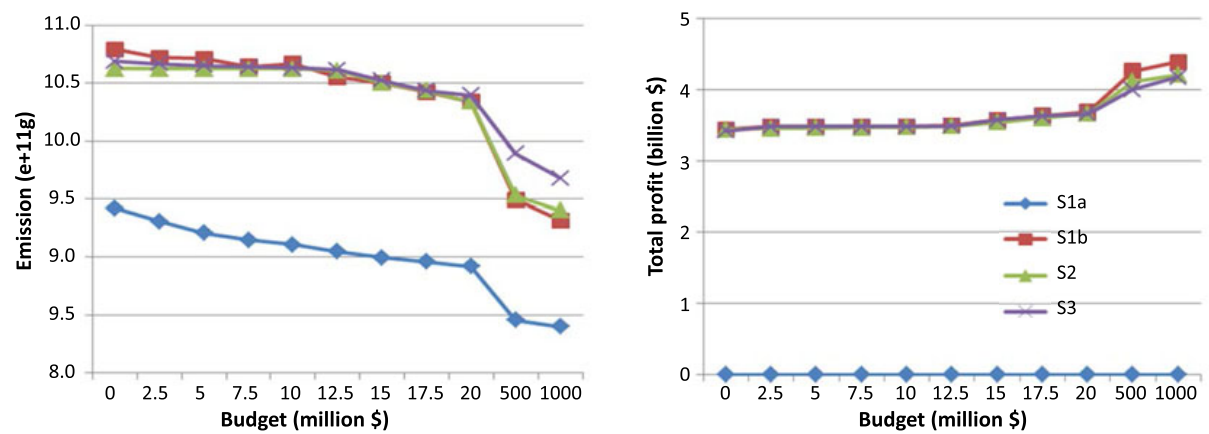 11.0
10.5
10.0
9.5
9.0
9.5
8.0
Emission (e+11g)
0 2.5 5 7.5 10 12.5 15 17.5 20 500 1000
Budget (million $)
5
4
3
2
1
0
Total profit (billion $)
S1a
S1b
S2
S3
0 2.5 5 7.5 10 12.5 15 17.5 20 500 1000
Budget (million $)